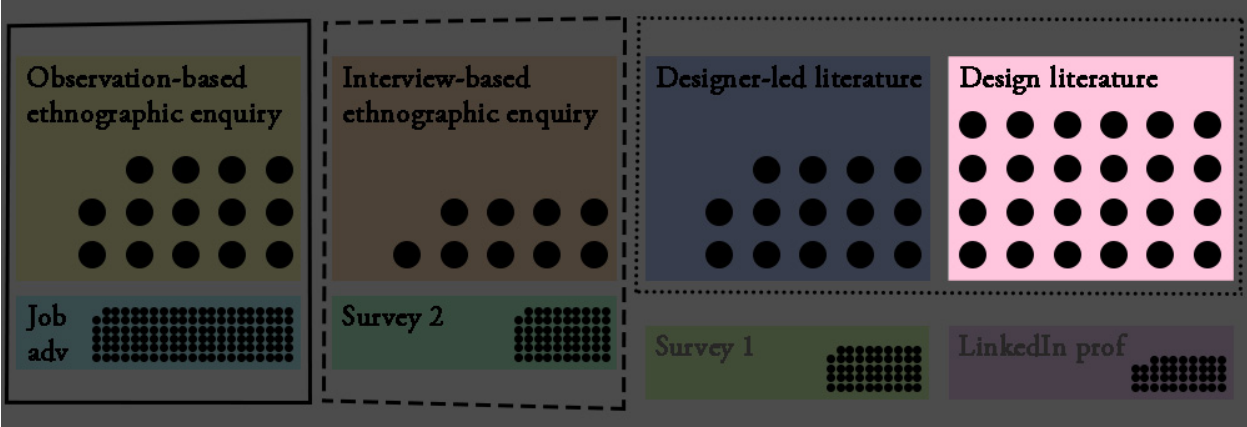 Observation-based
ethnographic enquiry
Interview-based
ethnographic enquiry
Designer-led literature
Design literature
Job
adv
Survey 2
Survey 1
LinkedIn prof